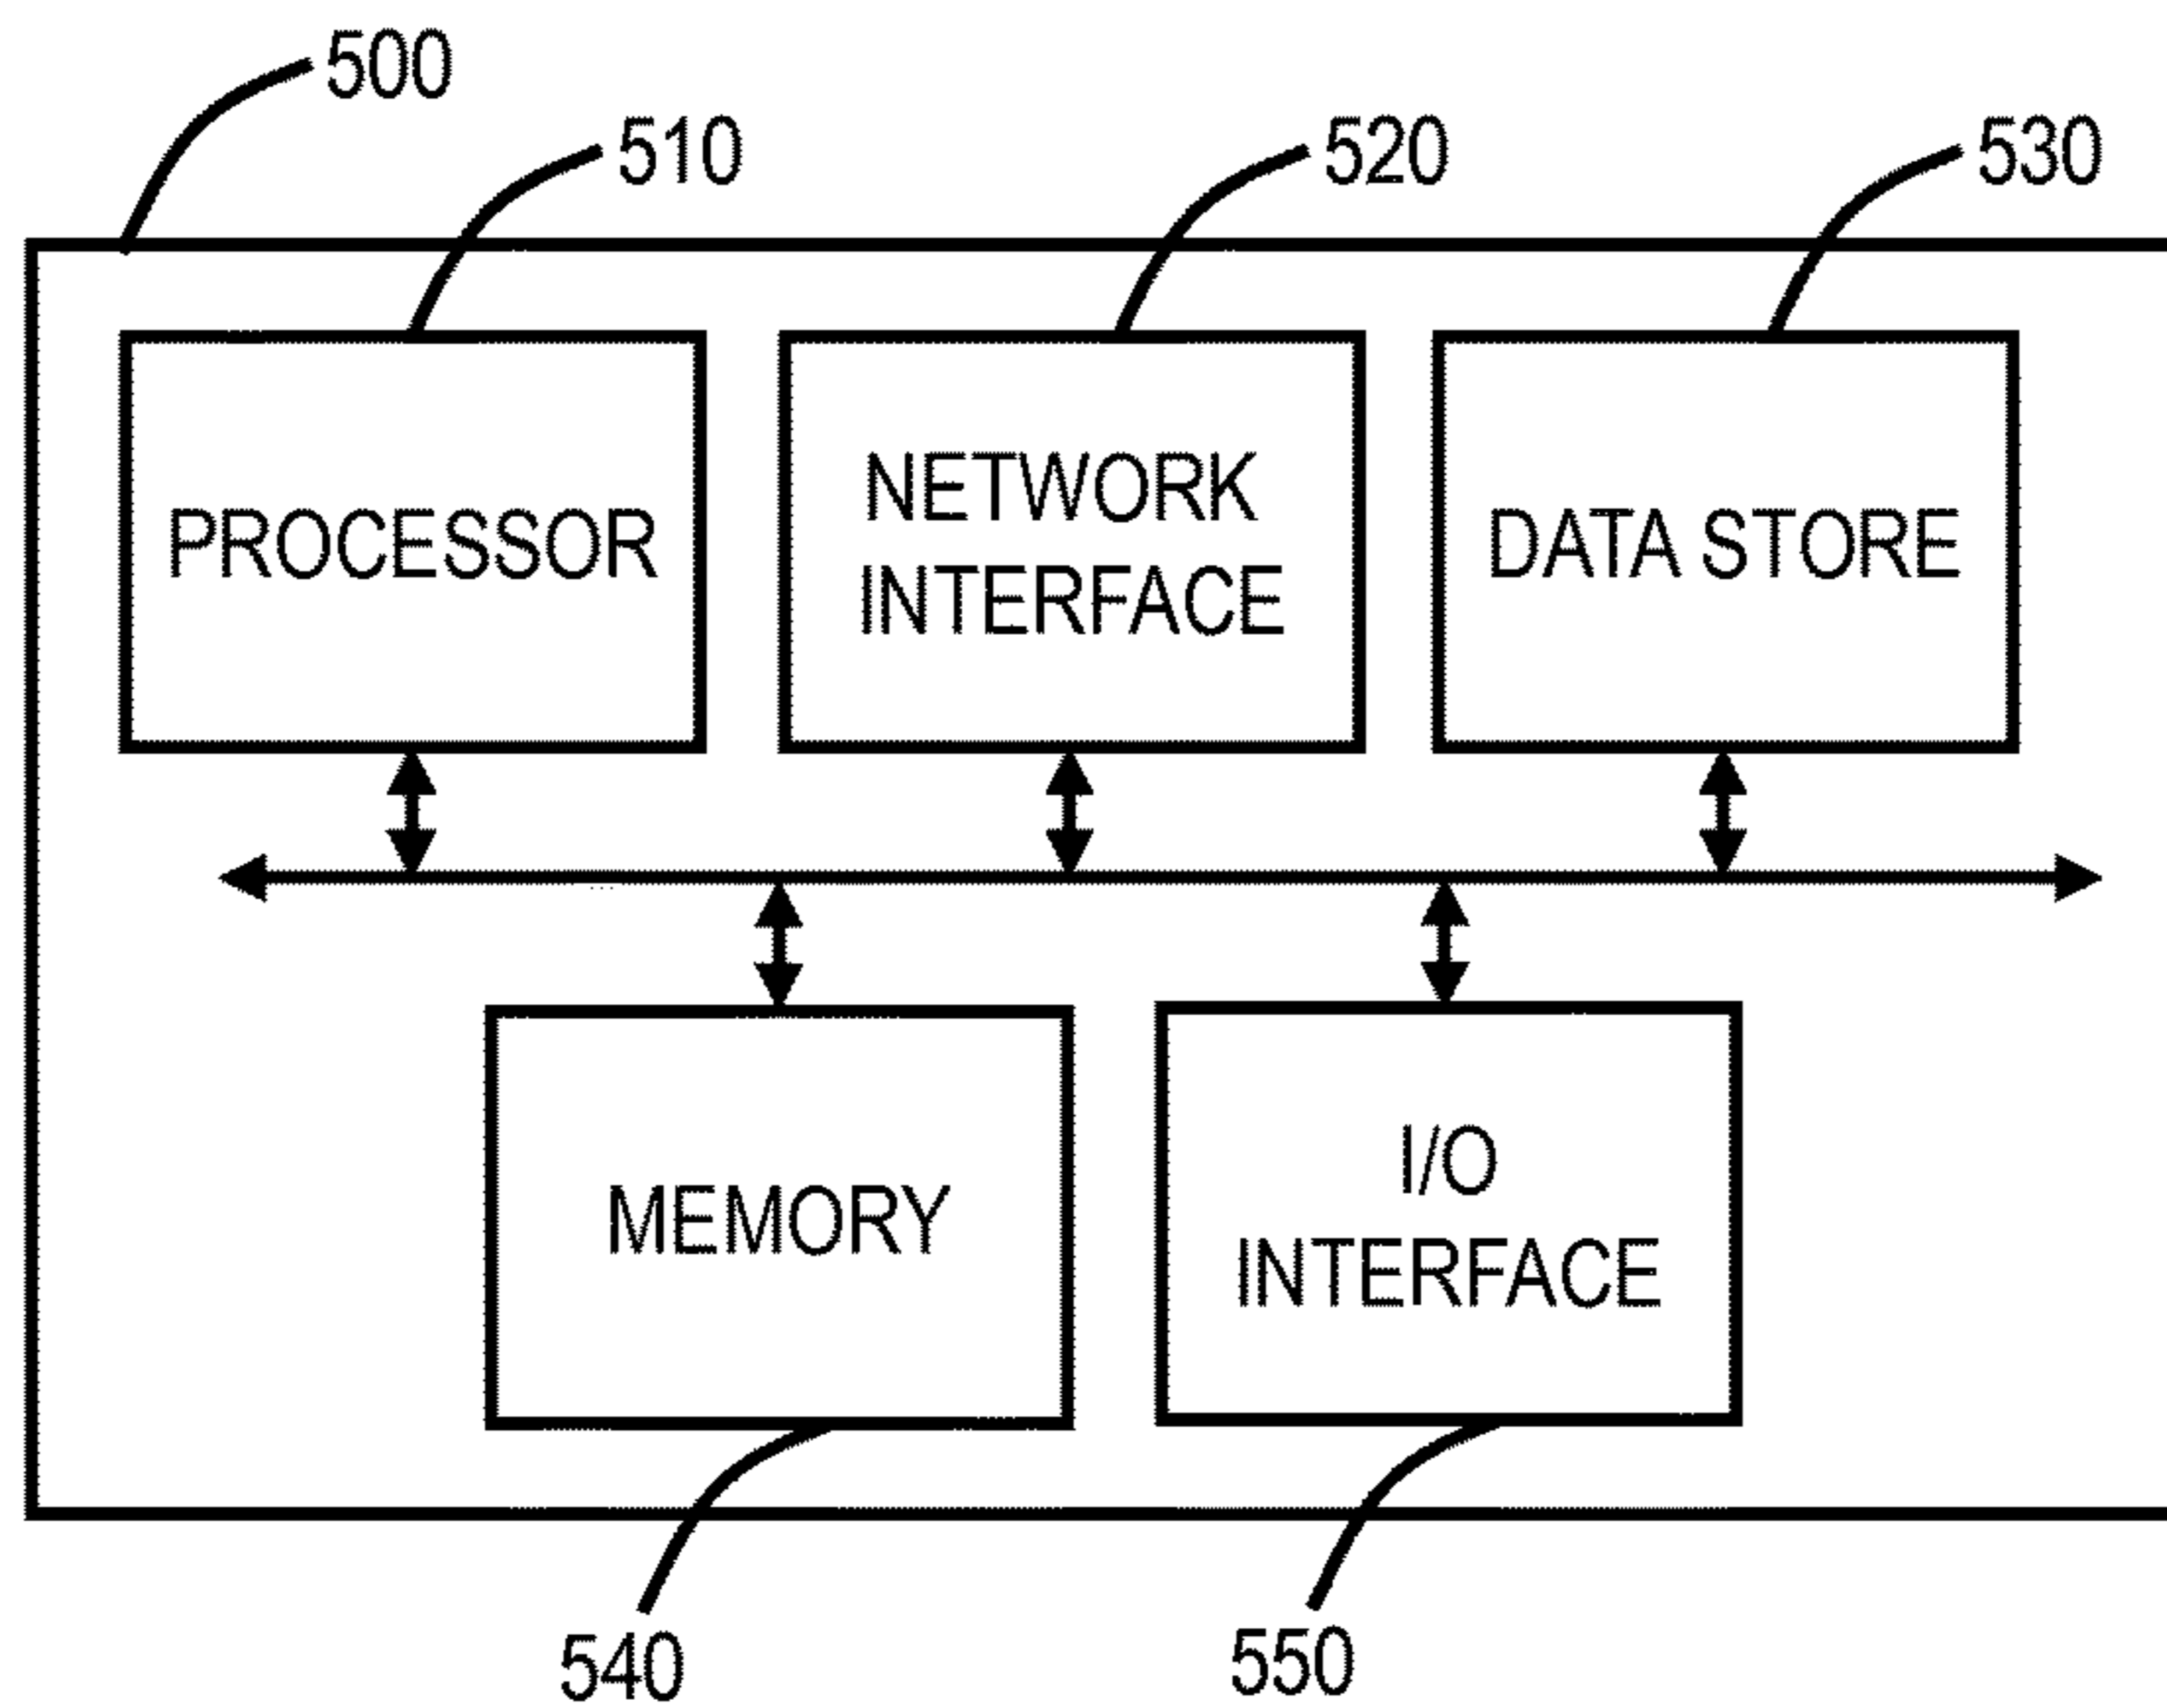 500
510
520
530
PROCESSOR
NETWORK
INTERFACE
DATA STORE
MEMORY
I/O
INTERFACE
540
550